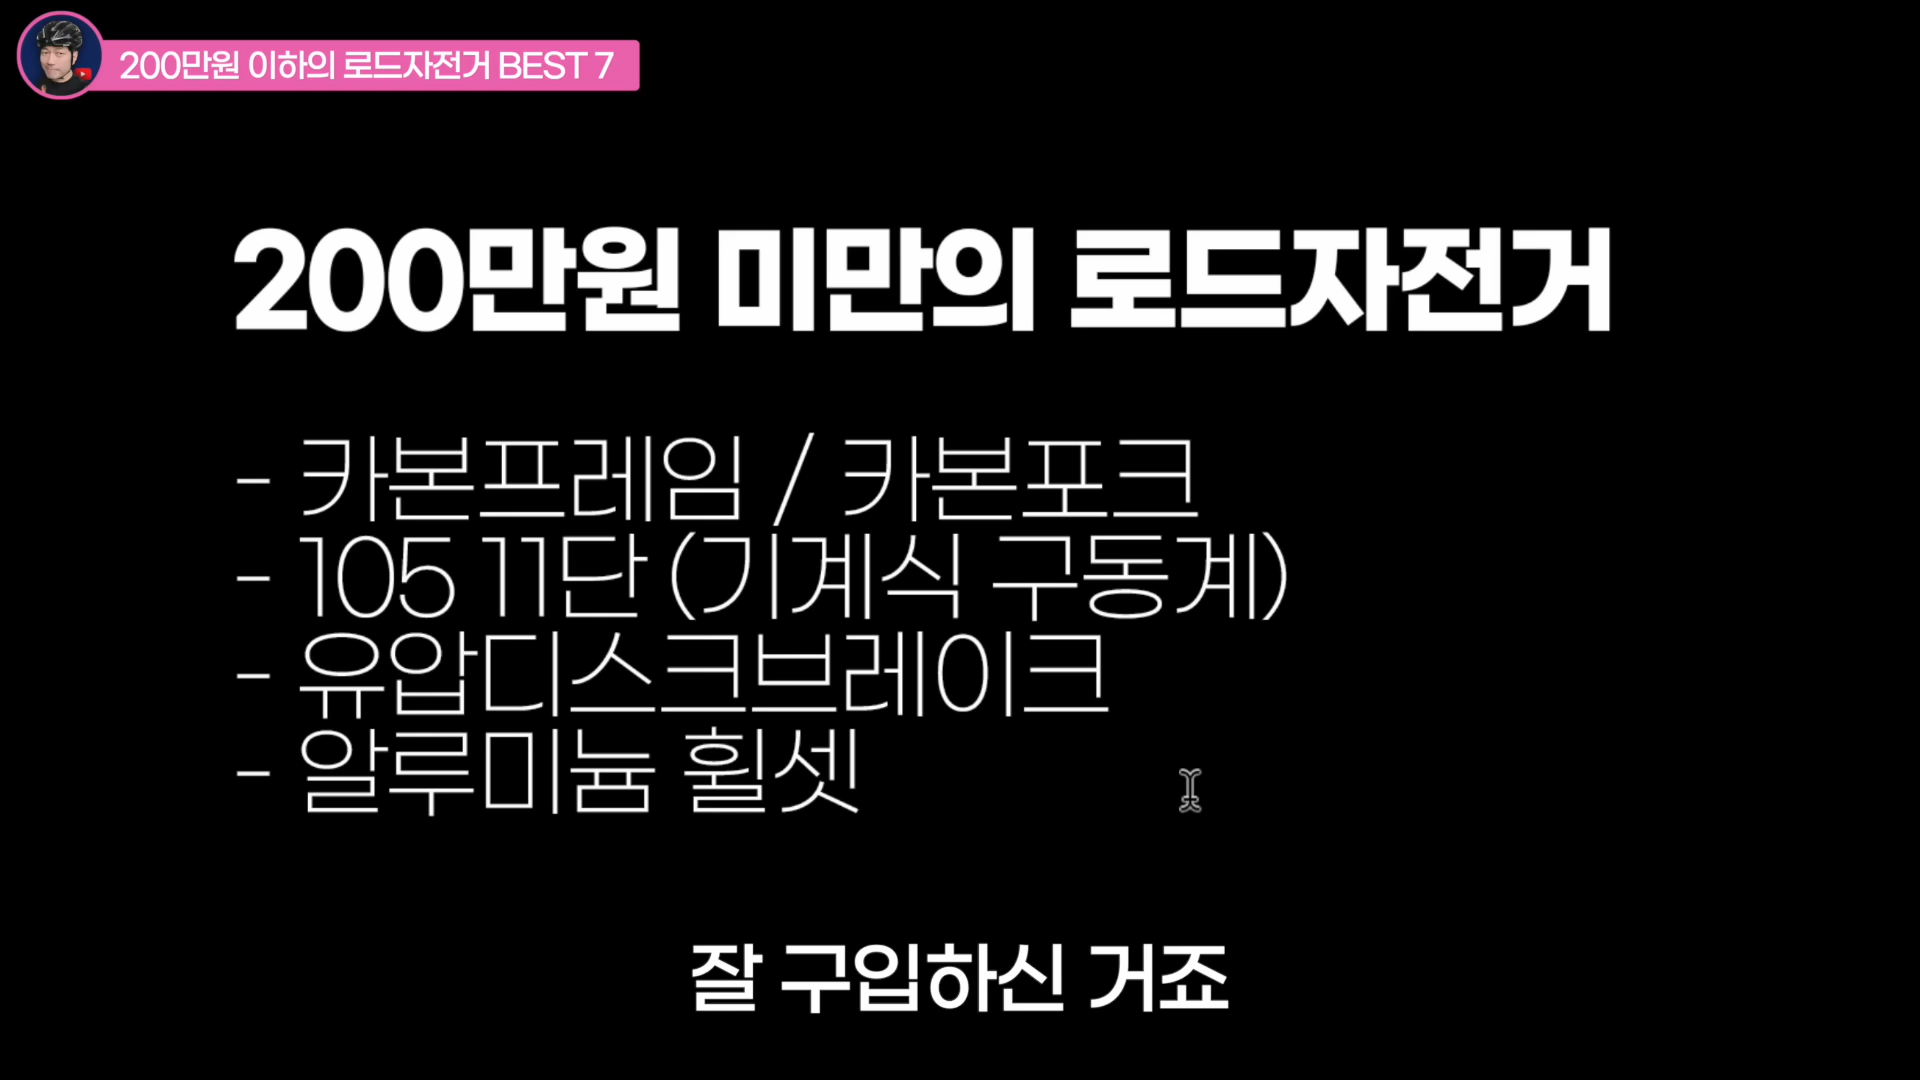 200만원 이하의 로드자전거 BEST 7
200만원 미만의 로드자전거
- 카본프레임 / 카본포크
- 105 11단 (기계식 구동계)
- 유압디스크브레이크
- 알루미늄 휠셋
잘 구입하신 거죠